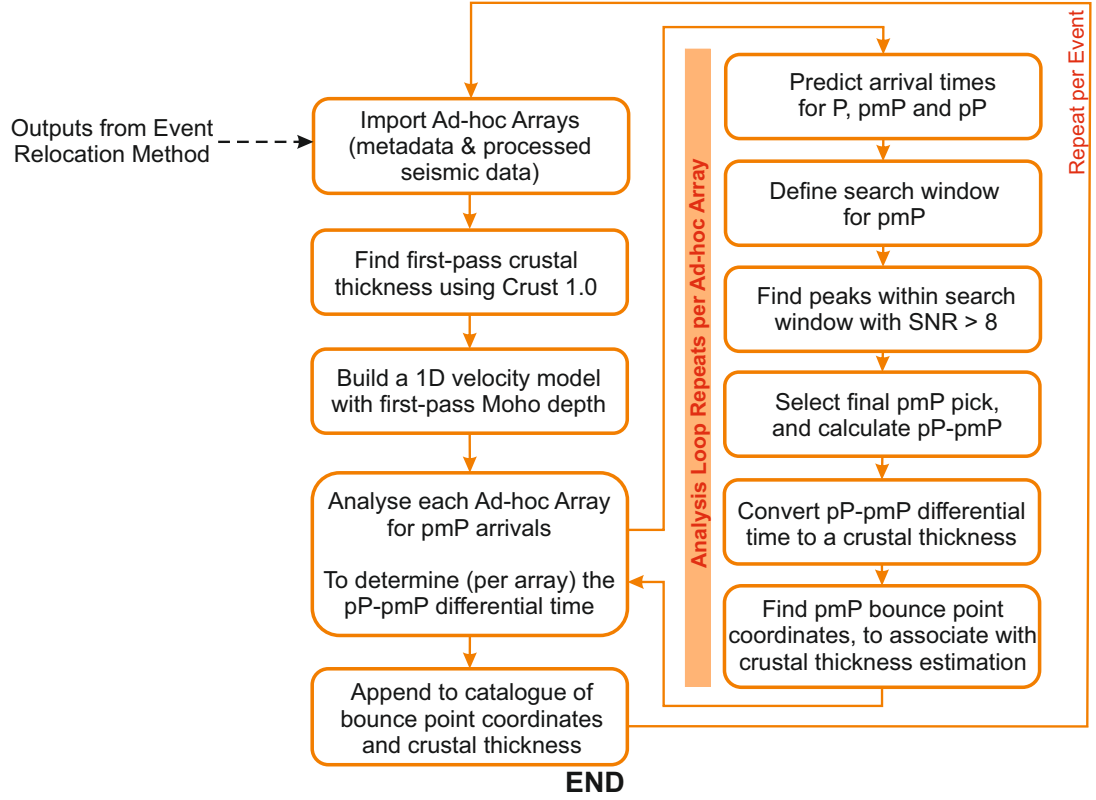 Outputs from Event
Relocation Method
Import Ad-hoc Arrays
(metadata & processed
seismic data)
Find first-pass crustal
thickness using Crust 1.0
Build a 1D velocity model
with first-pass Moho depth
Analyse each Ad-hoc Array
for pmP arrivals
To determine (per array) the
pP-pmP differential time
Append to catalogue of
bounce point coordinates
and crustal thickness
END
Analysis Loop Repeats per Ad-hoc Array
Predict arrival times
for P, pmP and pP
Define search window
for pmP
Find peaks within search
window with SNR > 8
Select final pmP pick,
and calculate pP-pmP
Convert pP-pmP differential
time to a crustal thickness
Find pmP bounce point
coordinates, to associate with
crustal thickness estimation
Repeat per Event